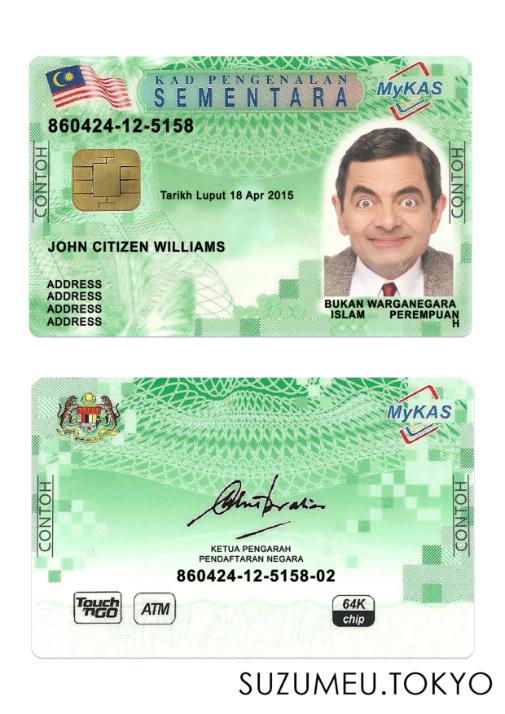 KAD PENGENALAN
SEMENTARA
MyKAS
860424-12-5158
CONTOH
CONTOH
Tarikh Luput 18 Apr 2015
JOHN CITIZEN WILLIAMS
ADDRESS
ADDRESS
ADDRESS
ADDRESS
BUKAN WARGANEGARA
ISLAM PEREMPUAN
H
MyKAS
CONTOH
CONTOH
KETUA PENGARAH
PENDAFTARAN NEGARA
860424-12-5158-02
Touch
'nGO
ATM
64K
chip
SUZUMEU.TOKYO